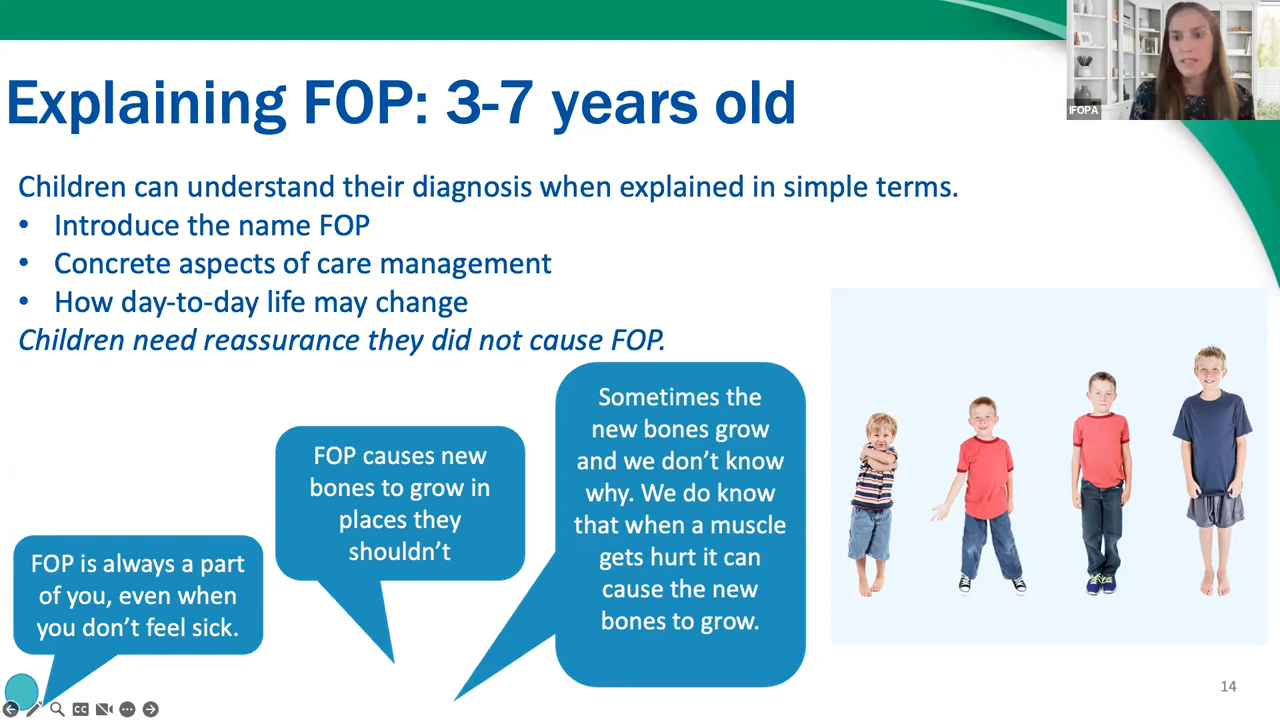 IFOPA
Explaining FOP: 3-7 years old
Children can understand their diagnosis when explained in simple terms.
• Introduce the name FOP
• Concrete aspects of care management
• How day-to-day life may change
Children need reassurance they did not cause FOP.
FOP is always a part
of you, even when
you don't feel sick.
FOP causes new
bones to grow in
places they
shouldn't
Sometimes the
new bones grow
and we don't know
why. We do know
that when a muscle
gets hurt it can
cause the new
bones to grow.
14
CC